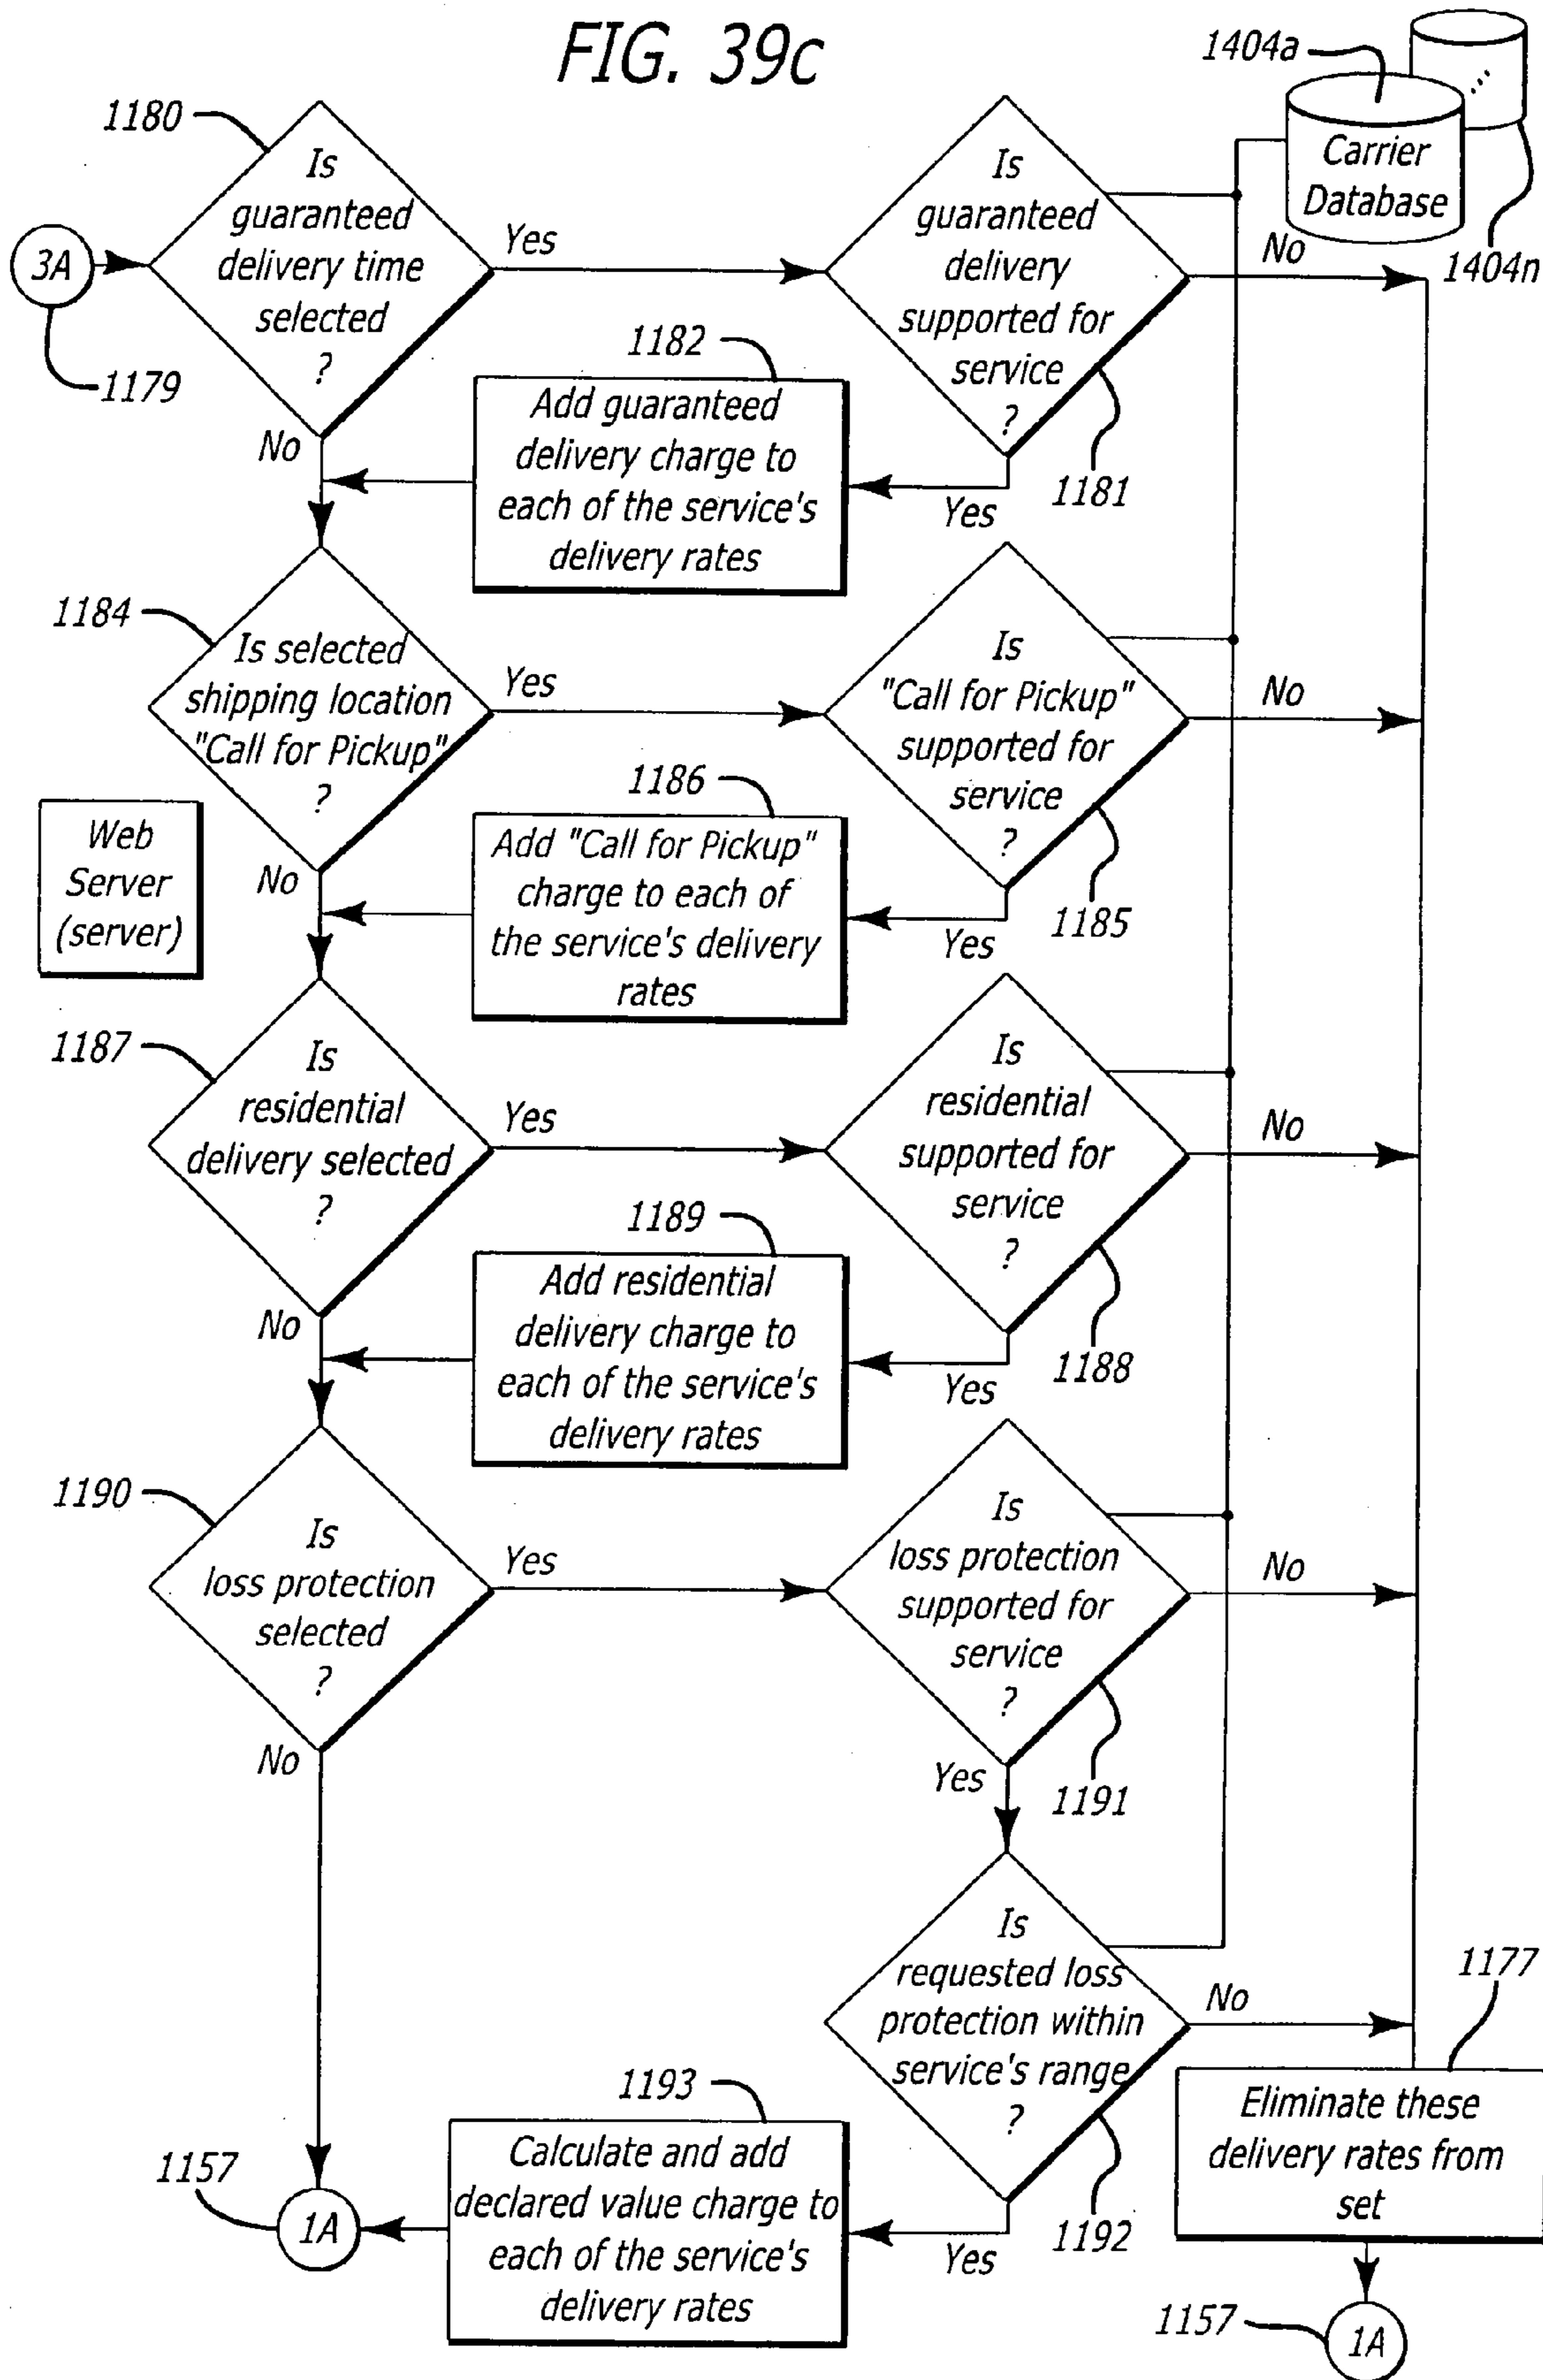 FIG. 39c
1404a
1180
Is
guaranteed
delivery time
selected
?
Is
guaranteed
delivery
supported for
service
?
...
Carrier
Database
3A
Yes
No
1404n
1179
1182
No
Add guaranteed
delivery charge to
each of the service's
delivery rates
Yes
1181
1184
Is selected
shipping location
"Call for Pickup"
?
Yes
Is
"Call for Pickup"
supported for
service
?
No
1186
Web
Server
(server)
No
Add "Call for Pickup"
charge to each of
the service's delivery
rates
Yes
1185
1187
Is
residential
delivery selected
?
Yes
Is
residential
supported for
service
?
No
1189
No
Add residential
delivery charge to
each of the service's
delivery rates
Yes
1188
1190
Is
loss protection
selected
?
Yes
Is
loss protection
supported for
service
?
No
No
Yes
1191
Is
requested loss
protection within
service's range
?
No
1177
Eliminate these
delivery rates from
set
1193
Calculate and add
declared value charge to
each of the service's
delivery rates
Yes
1192
1157
1A
1157
1A